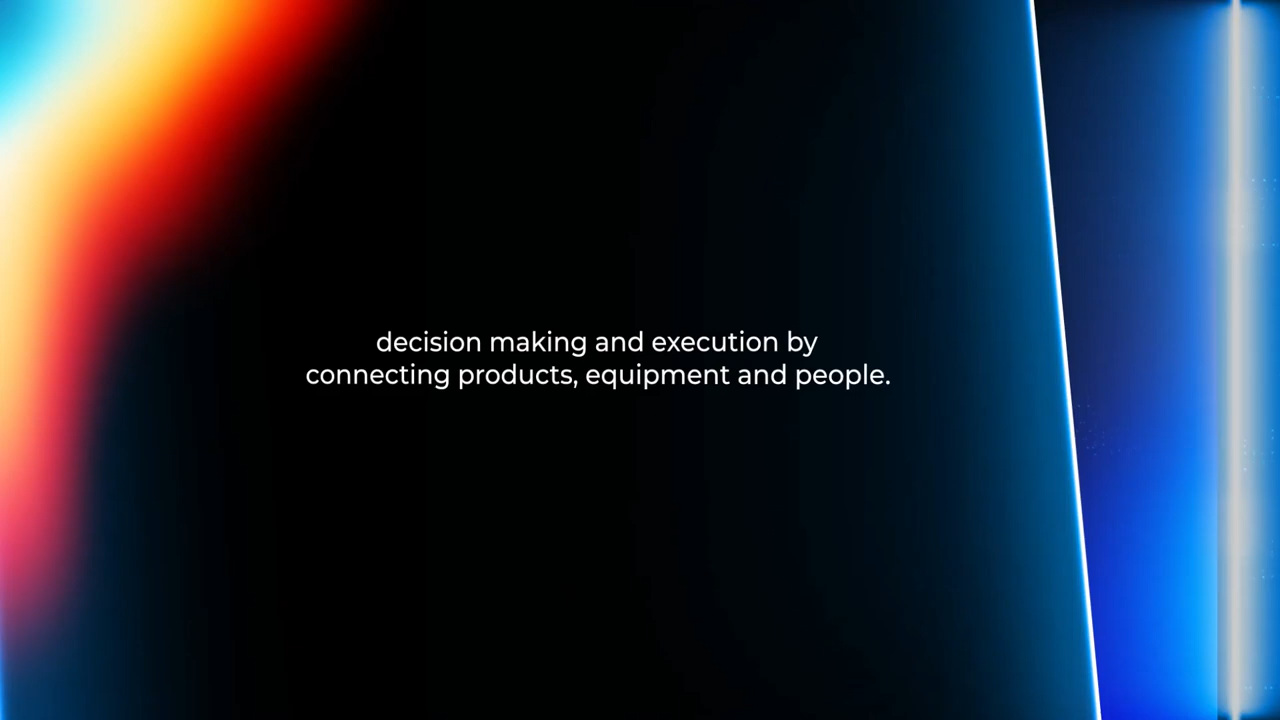 decision making and execution by
connecting products, equipment and people.